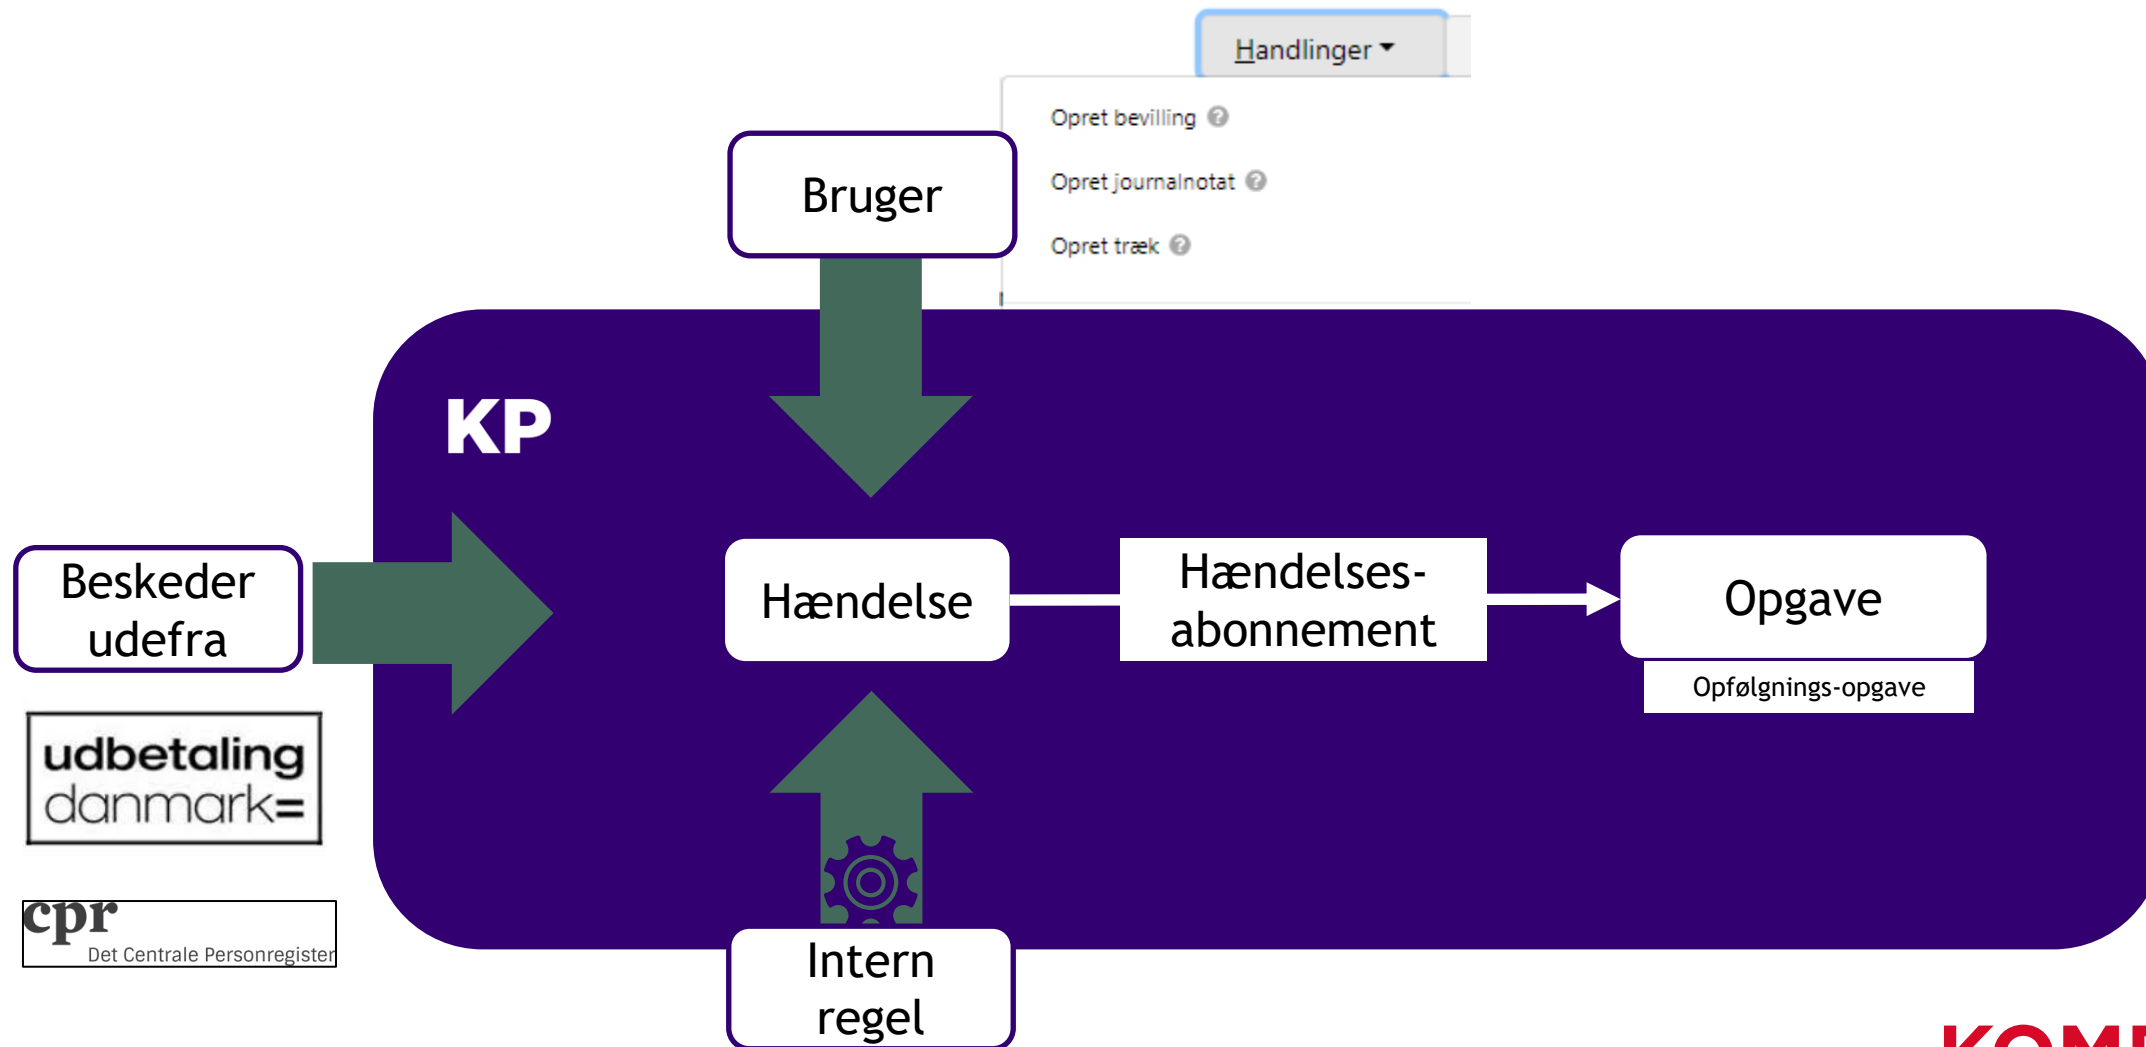 Handlinger
Opret bevilling
Opret journalnotat
Opret træk
Bruger
KP
Beskeder
udefra
Hændelse
Hændelses-
abonnement
Opgave
Opfølgnings-opgave
udbetaling
danmark=
cpr
Det Centrale Personregister
Intern
regel